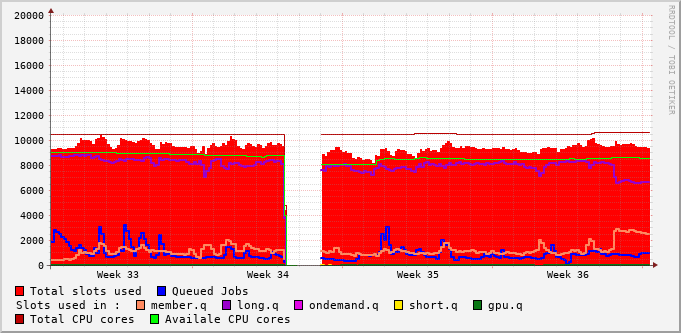 20000
18000
16000
14000
12000
10000
8000
6000
4000
2000
0
Week 33 Week 34 Week 35 Week 36
RRDTOOL / TOBI OETIKER
Total slots used Queued Jobs
Slots used in : member.q long.q ondemand.q short.q gpu.q
Total CPU cores Availale CPU cores